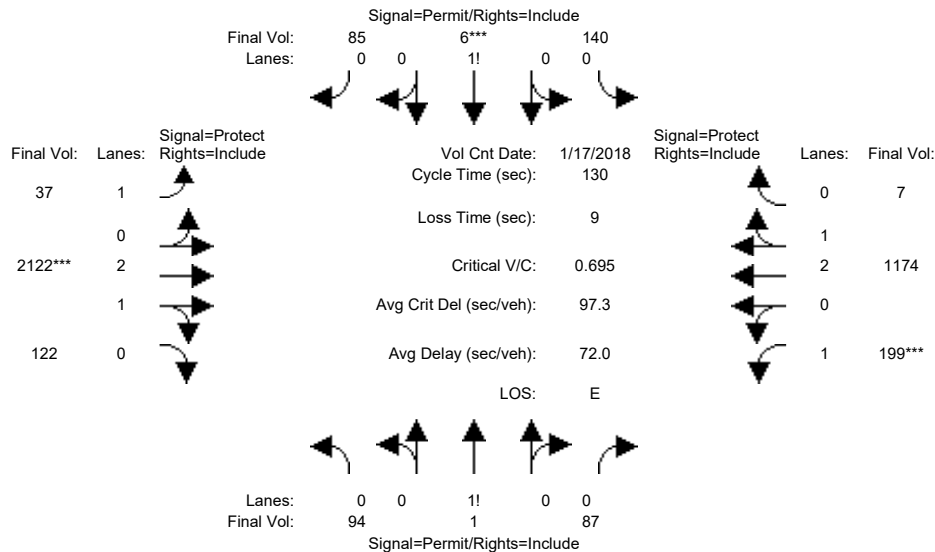 Signal=Permit/Rights=Include
Final Vol: 85 6*** 140
Lanes: 0 0 1! 0 0
Signal=Protect
Final Vol: Lanes: Rights=Include
Vol Cnt Date: 1/17/2018
Signal=Protect
Rights=Include Lanes: Final Vol:
Cycle Time (sec): 130
37 1
0 7
Loss Time (sec): 9
0
1
2122*** 2
Critical V/C: 0.695
2 1174
1
Avg Crit Del (sec/veh): 97.3
0
122 0
Avg Delay (sec/veh): 72.0
1 199***
LOS: E
Lanes: 0 0 1! 0 0
Final Vol: 94 1 87
Signal=Permit/Rights=Include